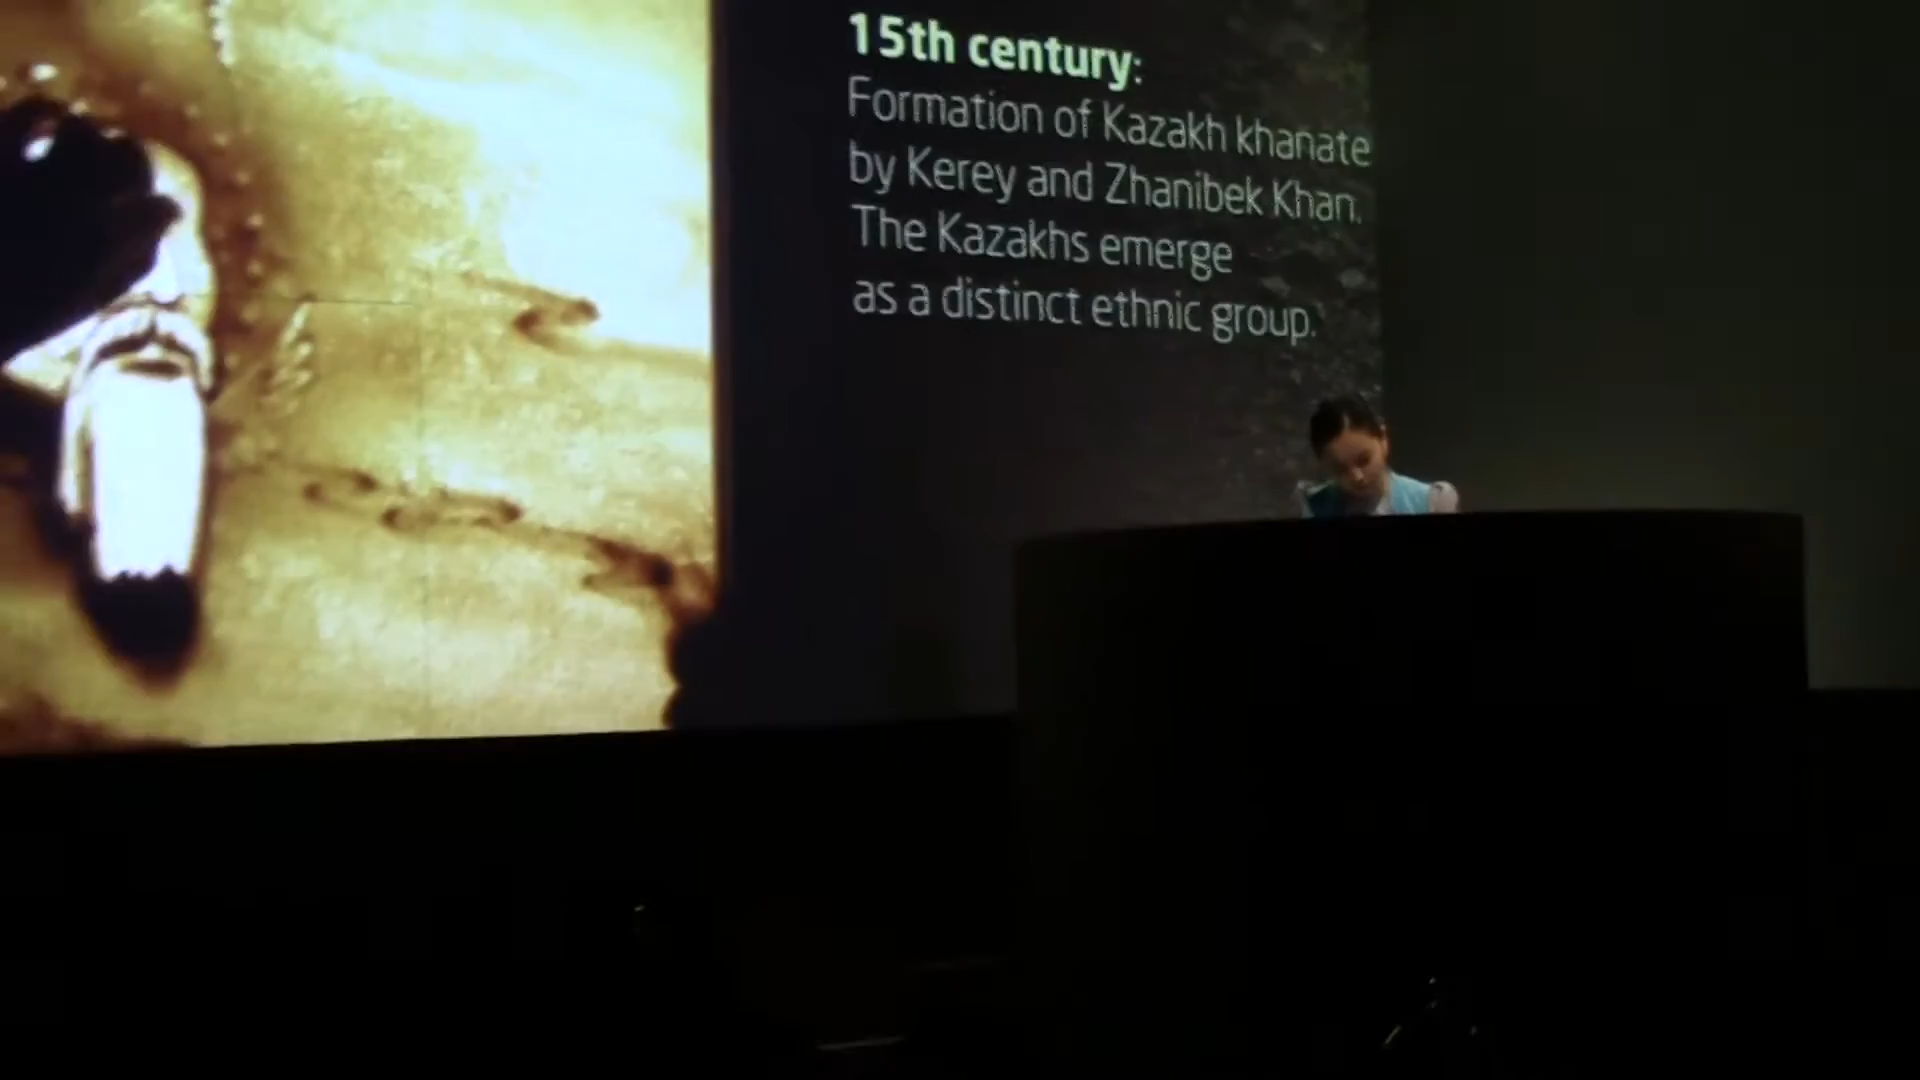 15th century:
Formation of Kazakh khanate
by Kerey and Zhanibek Khan.
The Kazakhs emerge
as a distinct ethnic group.